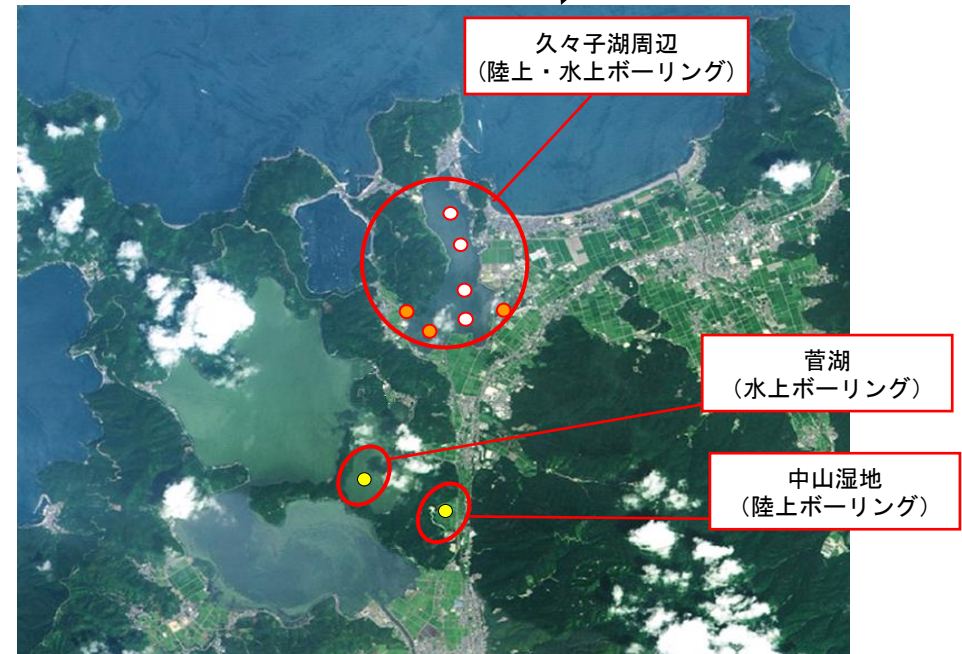 久々子湖周辺
（陸上・水上ボーリング）
菅湖
（水上ボーリング）
中山湿地
（陸上ボーリング）